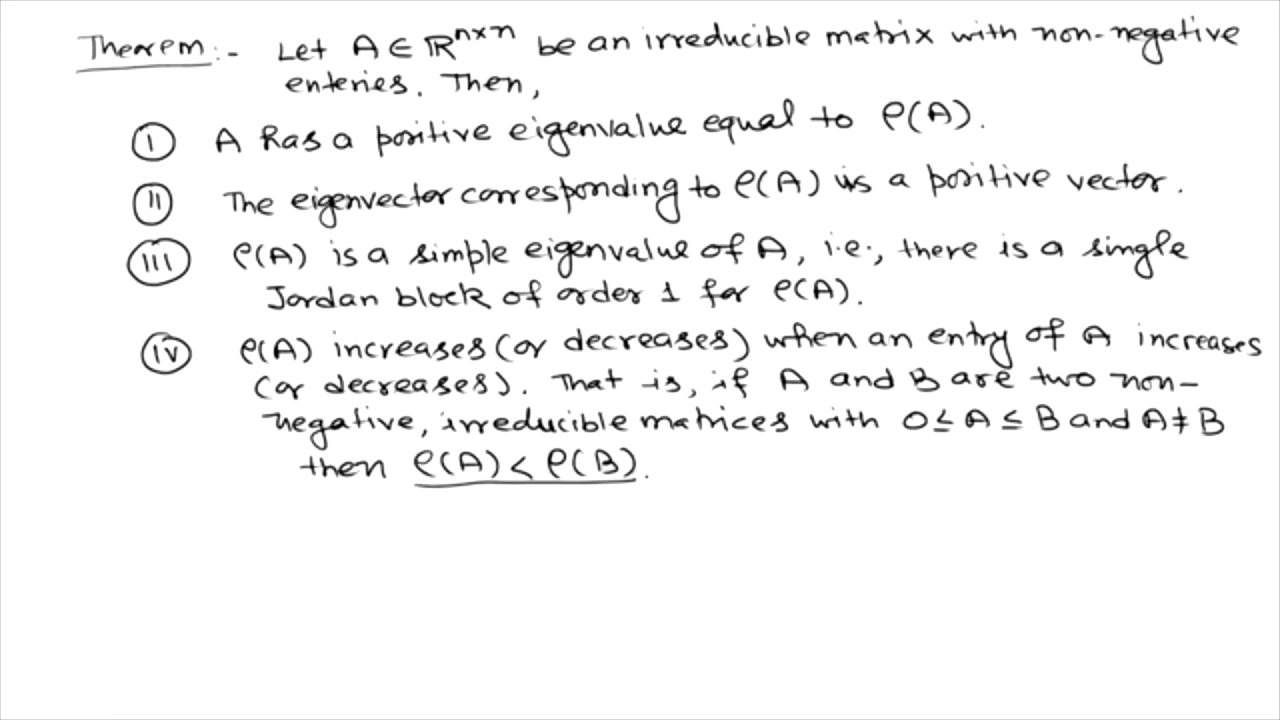 Theorem:- Let A ∈ ℝ^{n×n} be an irreducible matrix with non-negative
enteries. Then,
(I) A has a positive eigenvalue equal to ρ(A).
(II) The eigenvector corresponding to ρ(A) is a positive vector.
(III) ρ(A) is a simple eigenvalue of A, i.e., there is a single
Jordan block of order 1 for ρ(A).
(IV) ρ(A) increases (or decreases) when an entry of A increases
(or decreases). That is, if A and B are two non-
negative, irreducible matrices with 0 ≤ A ≤ B and A ≠ B
then ρ(A) < ρ(B).